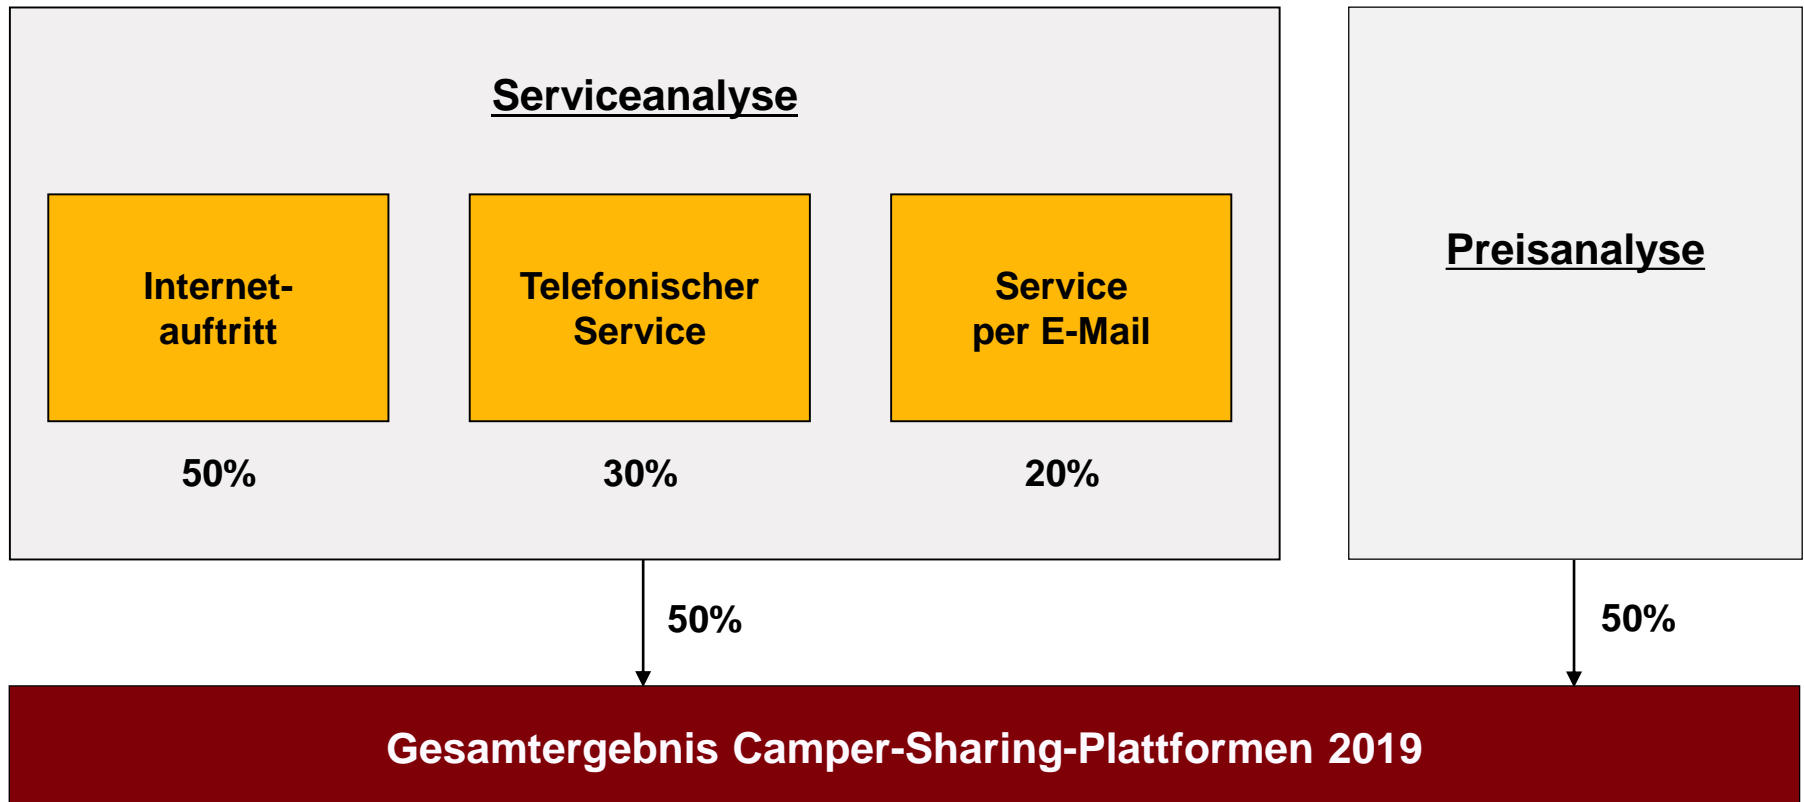 Serviceanalyse
Internet-
auftritt
50%
Telefonischer
Service
30%
Service
per E-Mail
20%
Preisanalyse
50%
50%
Gesamtergebnis Camper-Sharing-Plattformen 2019